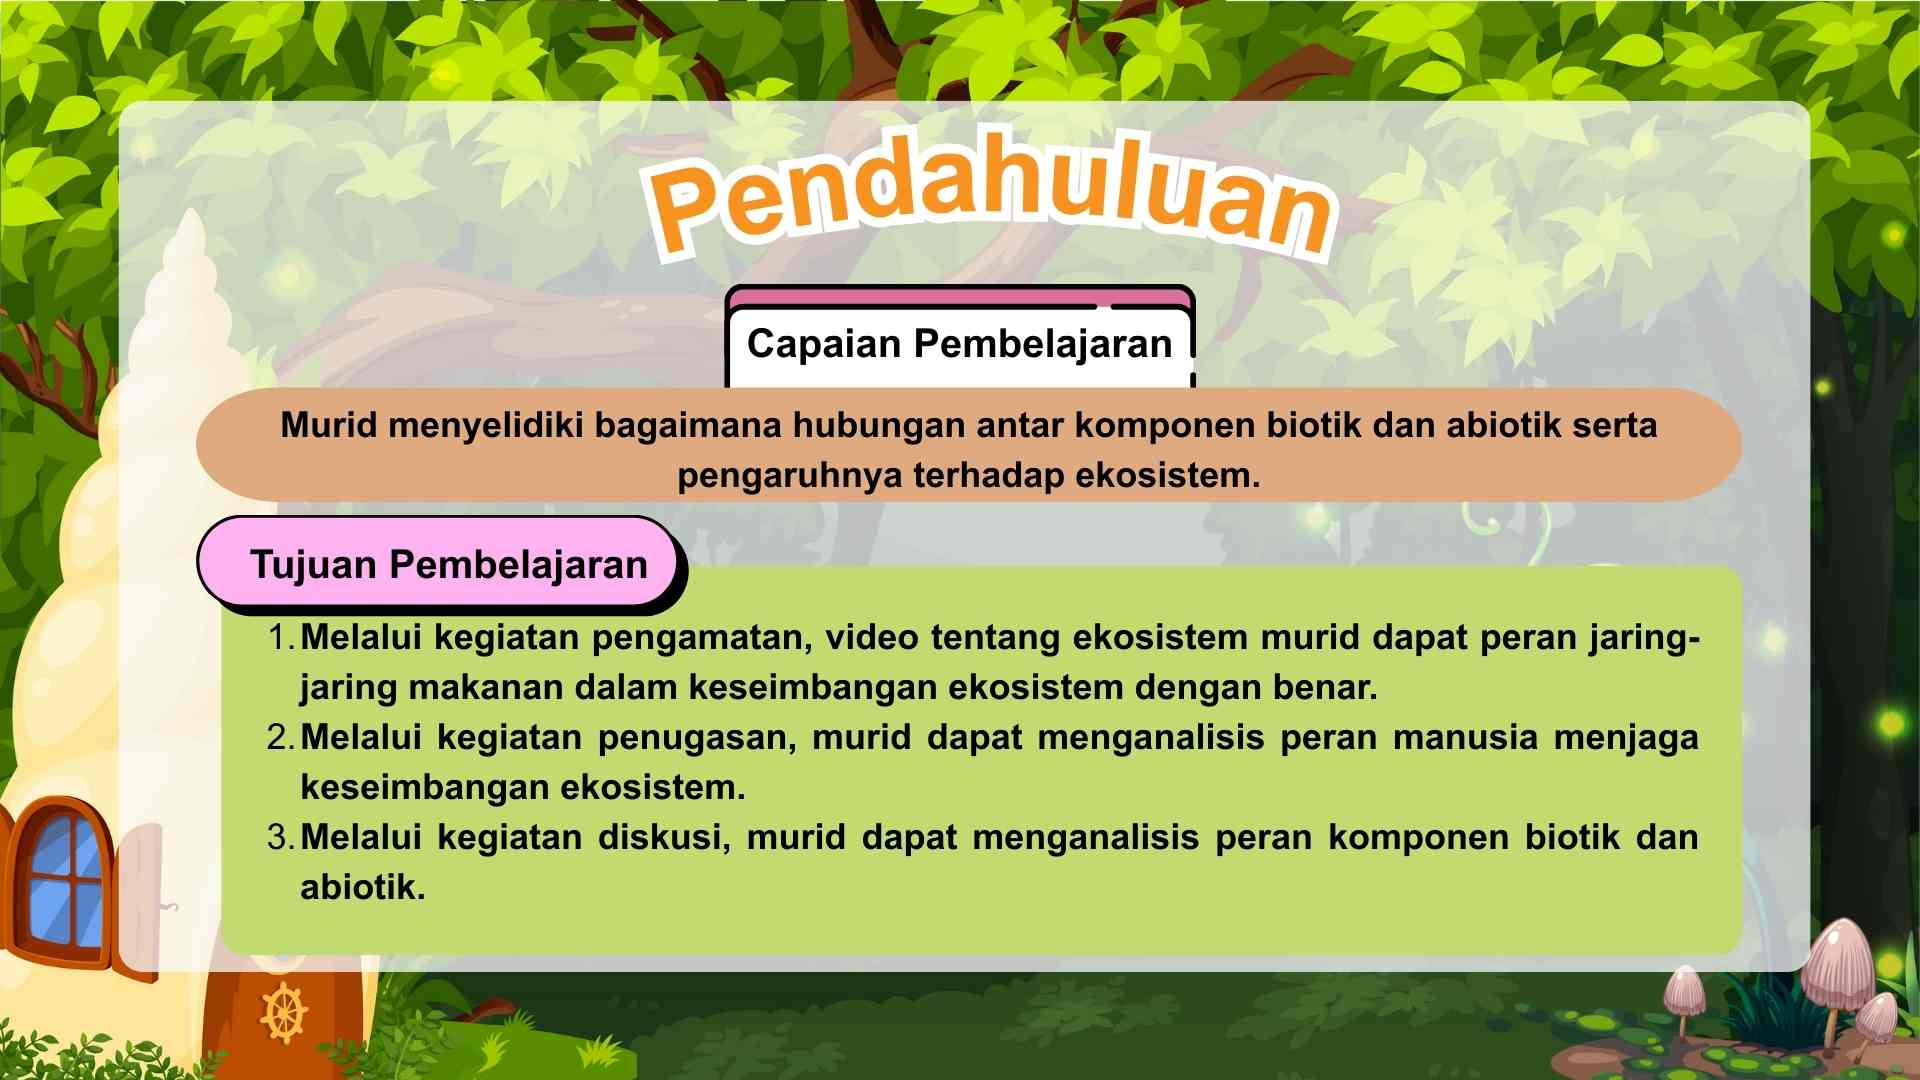 Pendahuluan
Capaian Pembelajaran
Murid menyelidiki bagaimana hubungan antar komponen biotik dan abiotik serta
pengaruhnya terhadap ekosistem.
Tujuan Pembelajaran
1. Melalui kegiatan pengamatan, video tentang ekosistem murid dapat peran jaring-
jaring makanan dalam keseimbangan ekosistem dengan benar.
2. Melalui kegiatan penugasan, murid dapat menganalisis peran manusia menjaga
keseimbangan ekosistem.
3. Melalui kegiatan diskusi, murid dapat menganalisis peran komponen biotik dan
abiotik.